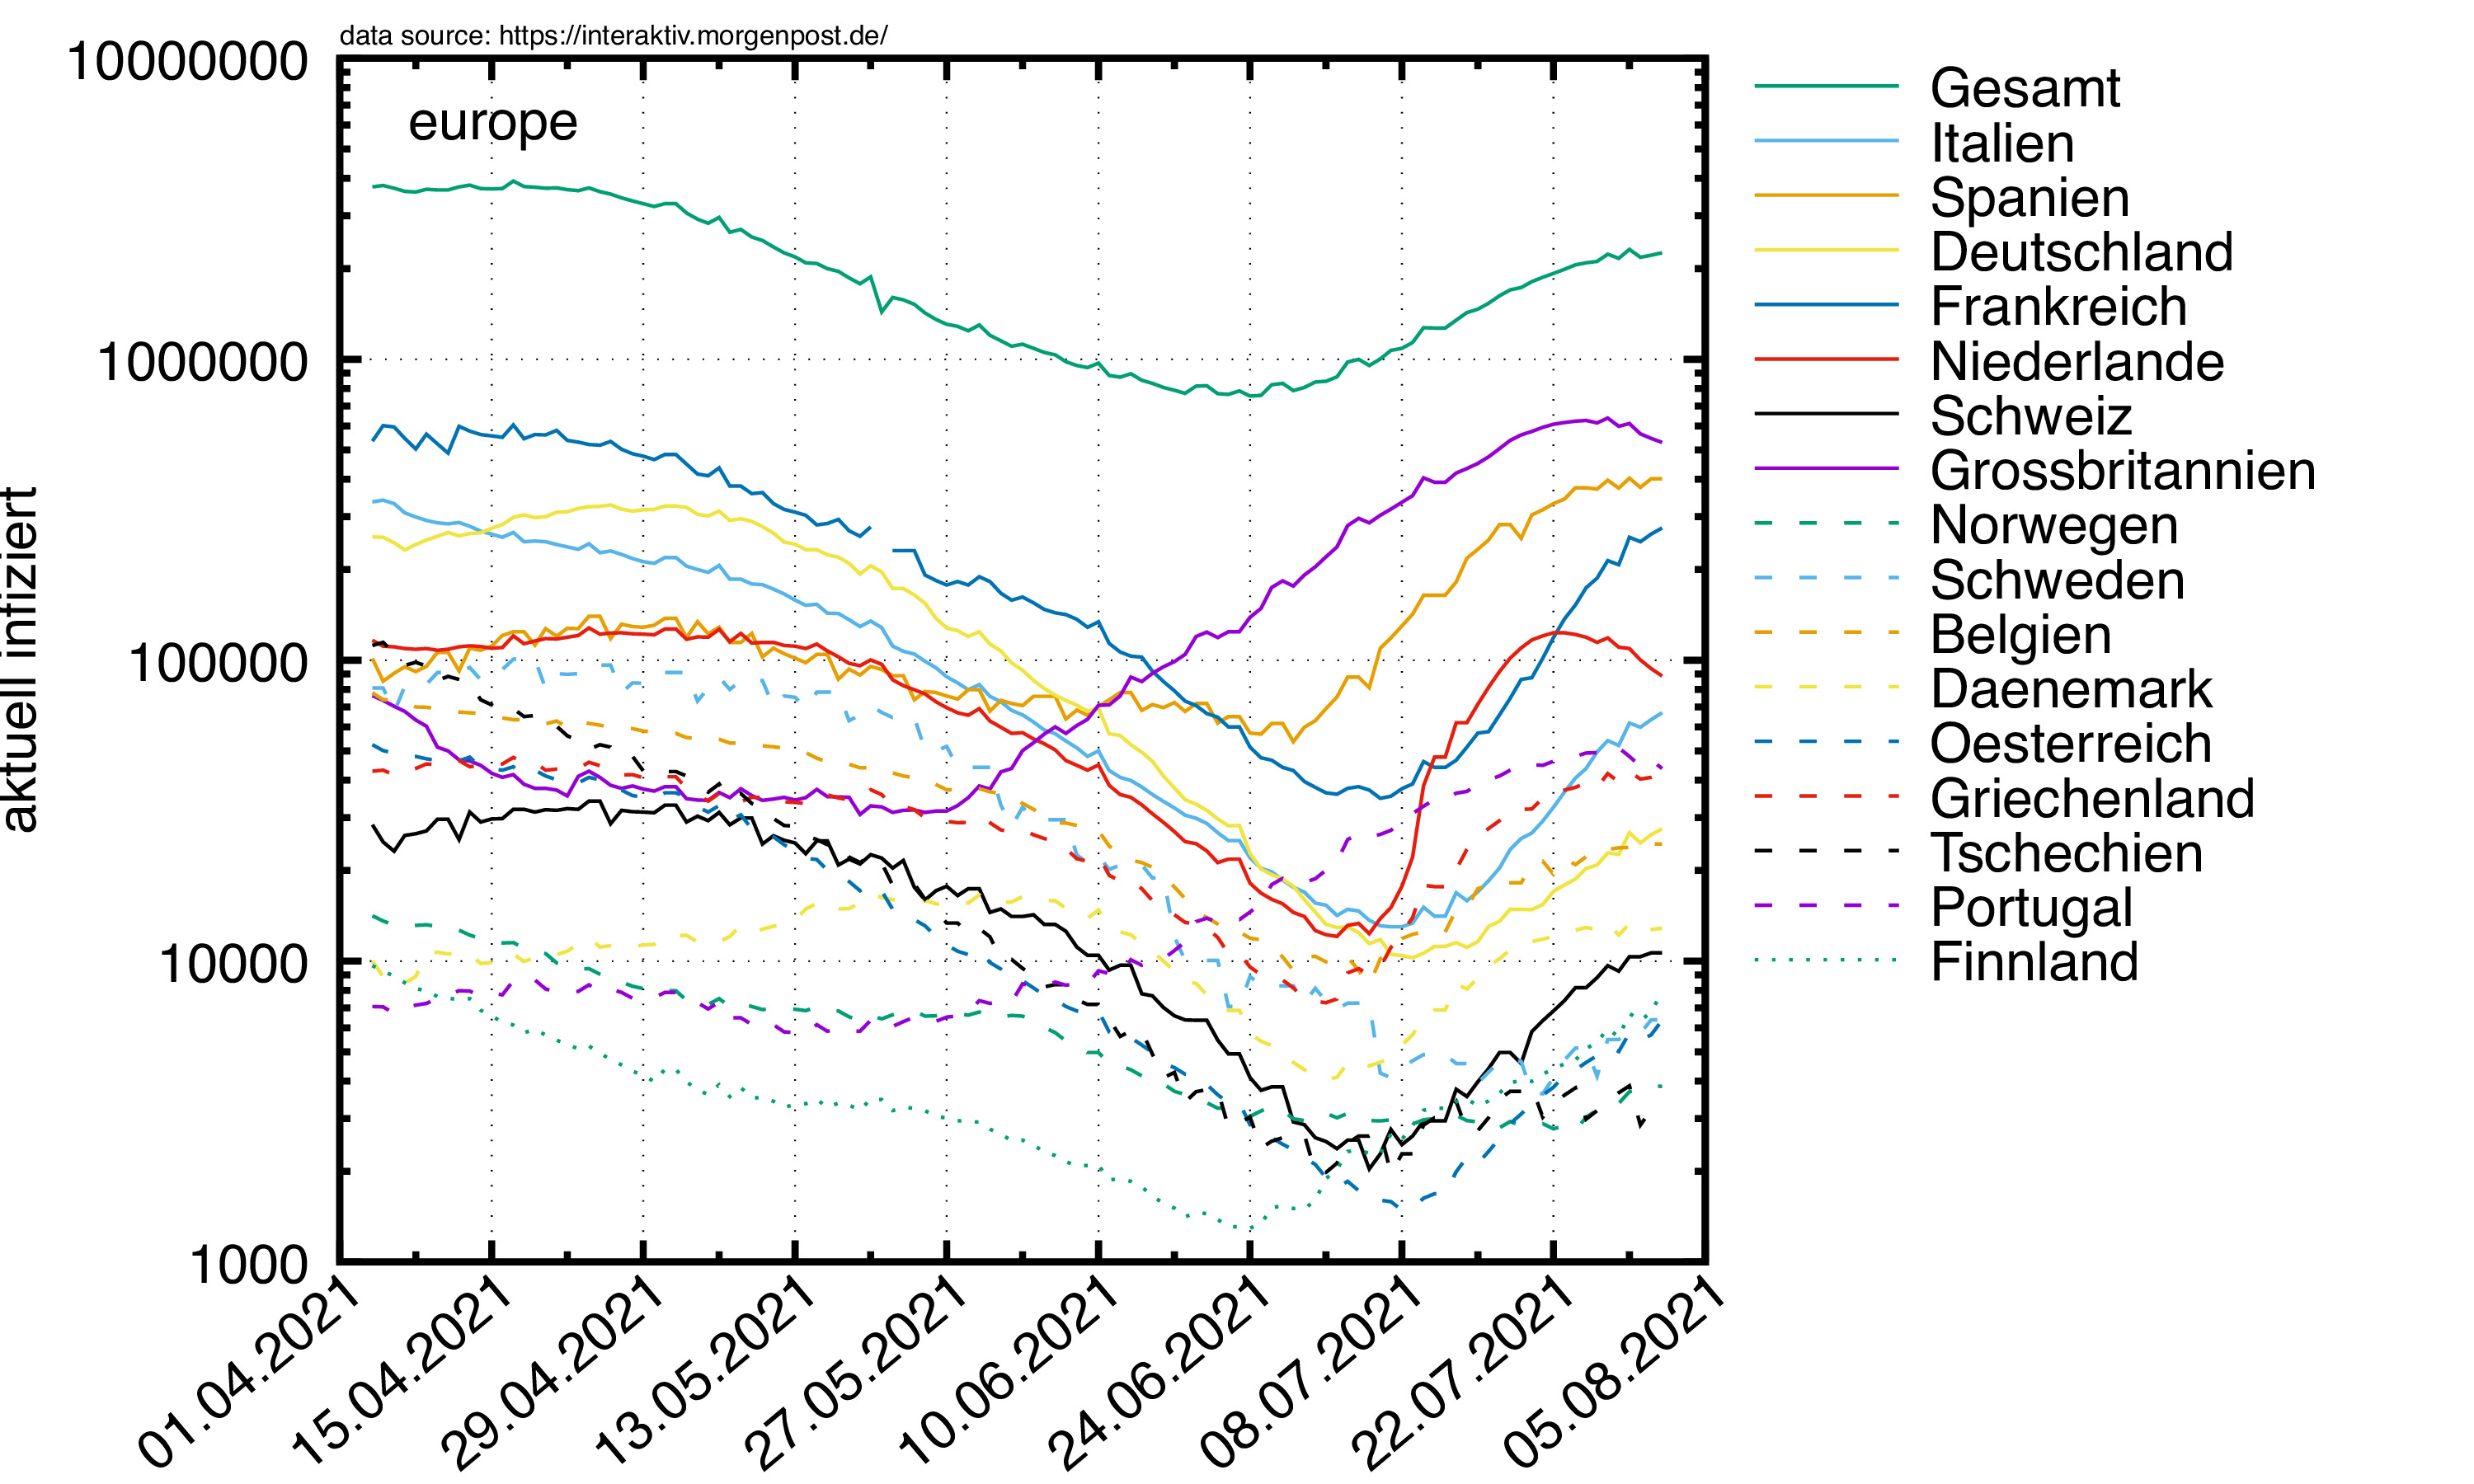 data source: https://interaktiv.morgenpost.de/
europe
aktuell infiziert
10000000
1000000
100000
10000
1000
01.04.2021
15.04.2021
29.04.2021
13.05.2021
27.05.2021
10.06.2021
24.06.2021
08.07.2021
22.07.2021
05.08.2021
Gesamt
Italien
Spanien
Deutschland
Frankreich
Niederlande
Schweiz
Grossbritannien
Norwegen
Schweden
Belgien
Daenemark
Oesterreich
Griechenland
Tschechien
Portugal
Finnland